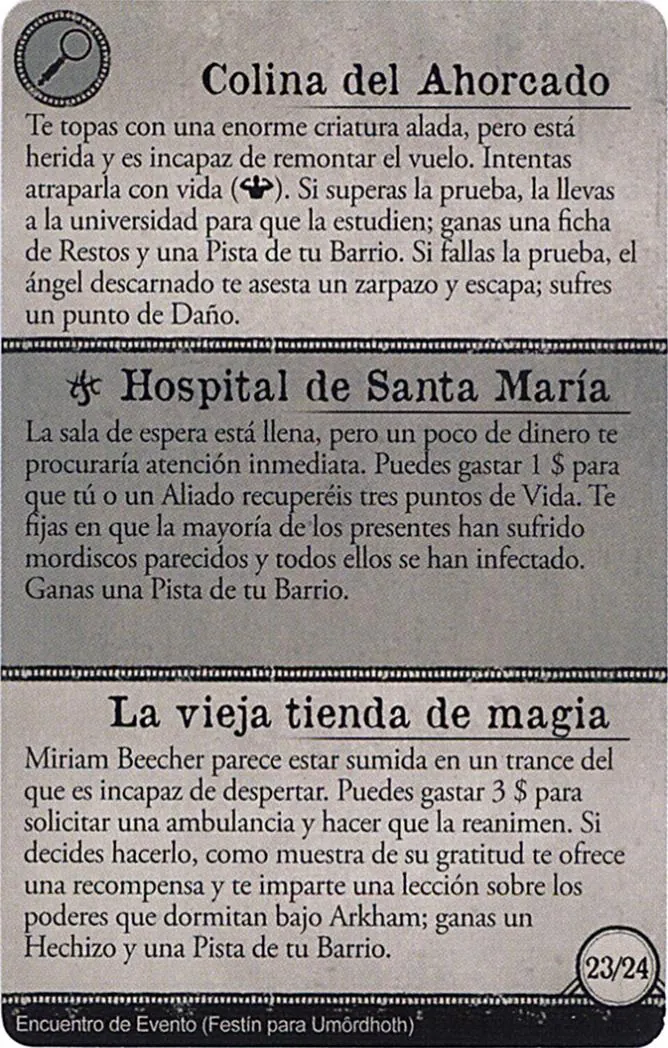 Colina del Ahorcado
Te topas con una enorme criatura alada, pero está
herida y es incapaz de remontar el vuelo. Intentas
atraparla con vida ( ). Si superas la prueba, la llevas
a la universidad para que la estudien; ganas una ficha
de Restos y una Pista de tu Barrio. Si fallas la prueba, el
ángel descarnado te asesta un zarpazo y escapa; sufres
un punto de Daño.
Hospital de Santa María
La sala de espera está llena, pero un poco de dinero te
procuraría atención inmediata. Puedes gastar 1 $ para
que tú o un Aliado recuperéis tres puntos de Vida. Te
fijas en que la mayoría de los presentes han sufrido
mordiscos parecidos y todos ellos se han infectado.
Ganas una Pista de tu Barrio.
La vieja tienda de magia
Miriam Beecher parece estar sumida en un trance del
que es incapaz de despertar. Puedes gastar 3 $ para
solicitar una ambulancia y hacer que la reanimen. Si
decides hacerlo, como muestra de su gratitud te ofrece
una recompensa y te imparte una lección sobre los
poderes que dormitan bajo Arkham; ganas un
Hechizo y una Pista de tu Barrio.
23/24
Encuentro de Evento (Festín para Umôrdhoth)